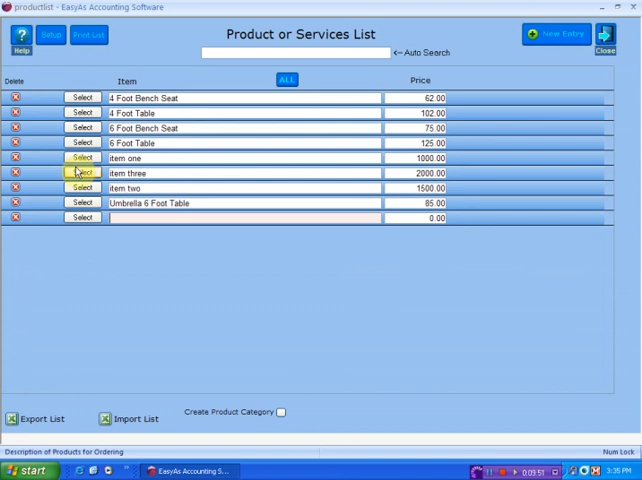 productlist - EasyAs Accounting Software
?
Help
Setup
Print List
Product or Services List
<-- Auto Search
New Entry
Close
Delete
Item
ALL
Price
Select 4 Foot Bench Seat 62.00
Select 4 Foot Table 102.00
Select 6 Foot Bench Seat 75.00
Select 6 Foot Table 125.00
Select item one 1000.00
Select item three 2000.00
Select item two 1500.00
Select Umbrella 6 Foot Table 85.00
Select 0.00
Export List
Import List
Create Product Category
Description of Products for Ordering
Num Lock
start
EasyAs Accounting S...
0:03:51
3:35 PM